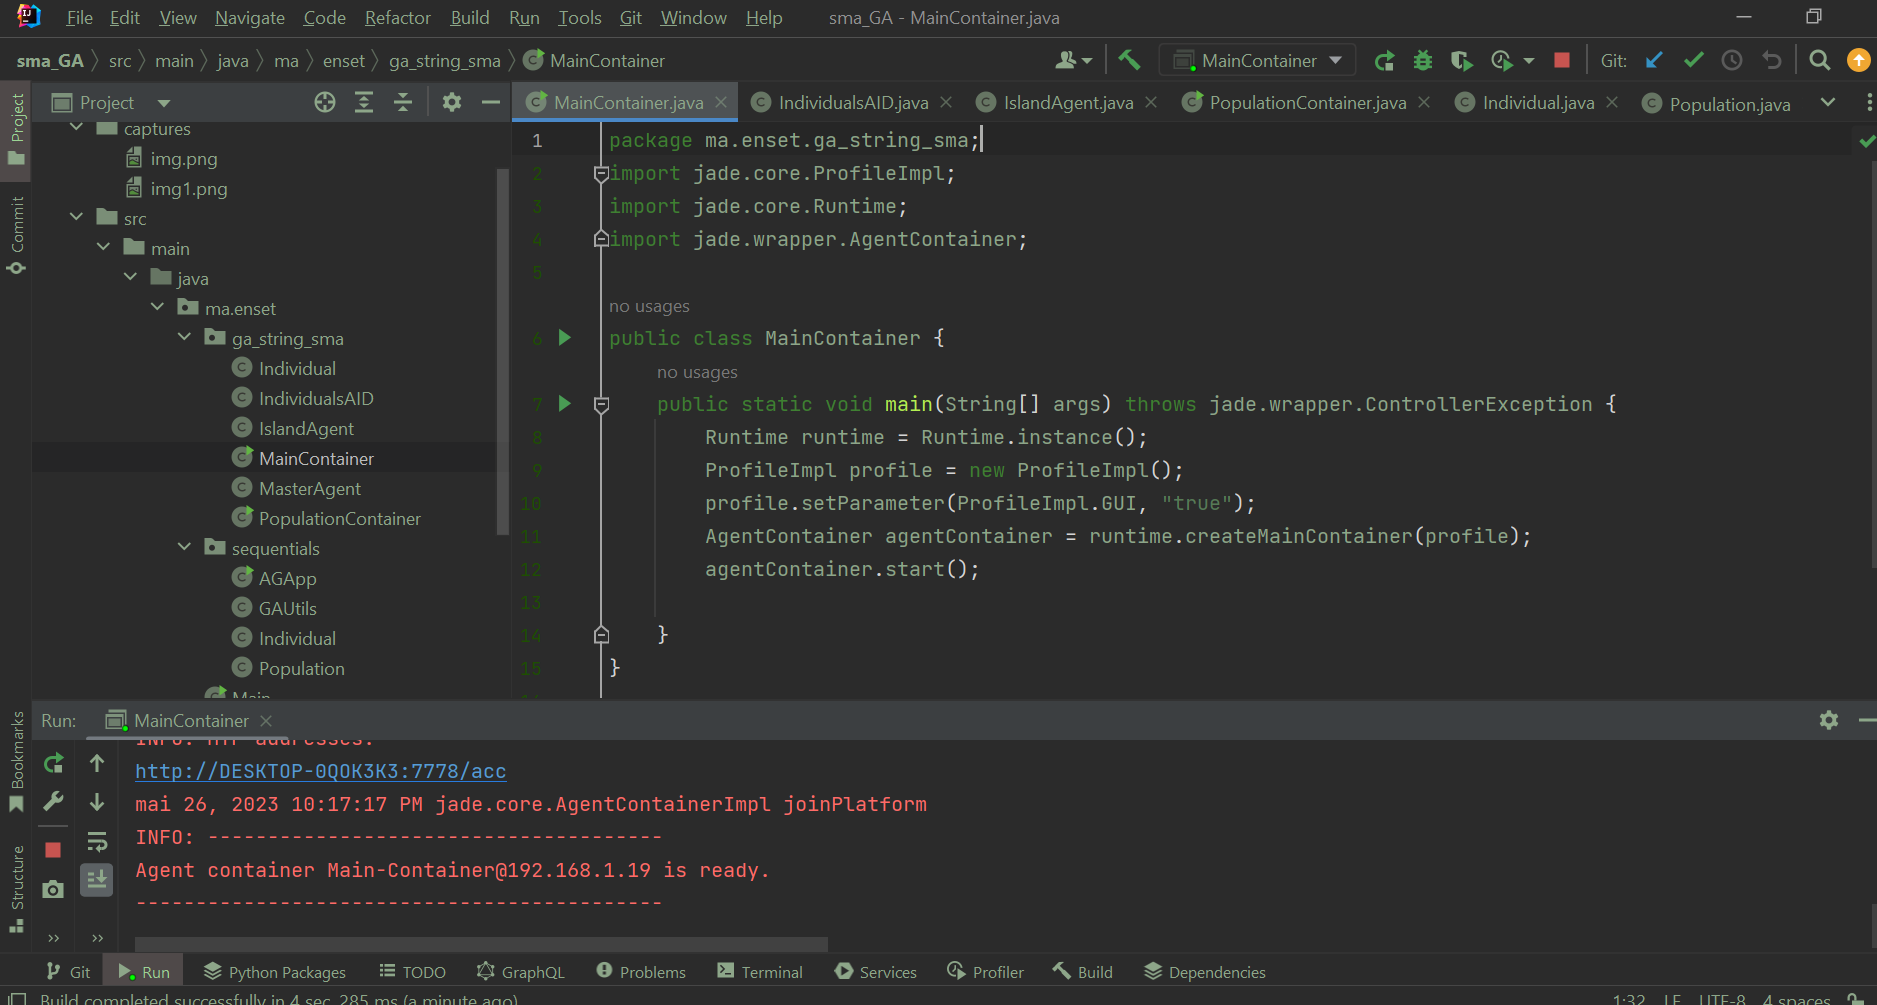 File Edit View Navigate Code Refactor Build Run Tools Git Window Help sma_GA - MainContainer.java
sma_GA src main java ma enset ga_string_sma MainContainer MainContainer Git:
Project MainContainer.java IndividualsAID.java IslandAgent.java PopulationContainer.java Individual.java Population.java
Project
Commit
Bookmarks
Structure
captures
img.png
img1.png
src
main
java
ma.enset
ga_string_sma
Individual
IndividualsAID
IslandAgent
MainContainer
MasterAgent
PopulationContainer
sequentials
AGApp
GAUtils
Individual
Population
Main
1 package ma.enset.ga_string_sma;
2 import jade.core.ProfileImpl;
3 import jade.core.Runtime;
4 import jade.wrapper.AgentContainer;
5
no usages
6 public class MainContainer {
no usages
7 public static void main(String[] args) throws jade.wrapper.ControllerException {
8 Runtime runtime = Runtime.instance();
9 ProfileImpl profile = new ProfileImpl();
10 profile.setParameter(ProfileImpl.GUI, "true");
11 AgentContainer agentContainer = runtime.createMainContainer(profile);
12 agentContainer.start();
13
14 }
15 }
Run: MainContainer
INFO: MTP addresses:
http://DESKTOP-0QOK3K3:7778/acc
mai 26, 2023 10:17:17 PM jade.core.AgentContainerImpl joinPlatform
INFO: --------------------------------------
Agent container Main-Container@192.168.1.19 is ready.
--------------------------------------------
Git Run Python Packages TODO GraphQL Problems Terminal Services Profiler Build Dependencies
Build completed successfully in 4 sec, 285 ms (a minute ago) 1:32 LF UTF-8 4 spaces